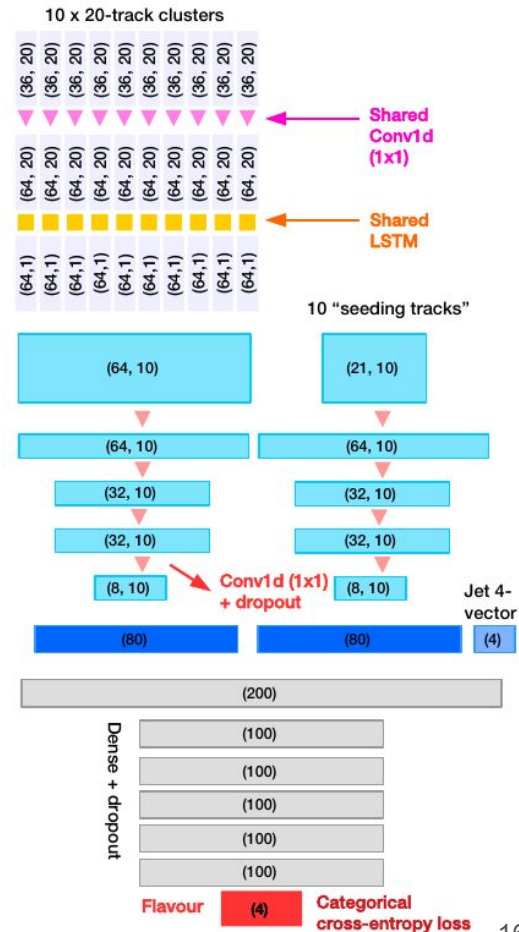 10 x 20-track clusters
(36, 20) (36, 20) (36, 20) (36, 20) (36, 20) (36, 20) (36, 20) (36, 20) (36, 20) (36, 20)
Shared
Conv1d
(1x1)
(64, 20) (64, 20) (64, 20) (64, 20) (64, 20) (64, 20) (64, 20) (64, 20) (64, 20) (64, 20)
Shared
LSTM
(64,1) (64,1) (64,1) (64,1) (64,1) (64,1) (64,1) (64,1) (64,1) (64,1)
10 “seeding tracks”
(64, 10) (21, 10)
(64, 10) (64, 10)
(32, 10) (32, 10)
(32, 10) (32, 10)
(8, 10) (8, 10)
Conv1d (1x1)
+ dropout
Jet 4-
vector
(80) (80) (4)
(200)
Dense + dropout
(100)
(100)
(100)
(100)
(100)
Flavour (4) Categorical
cross-entropy loss